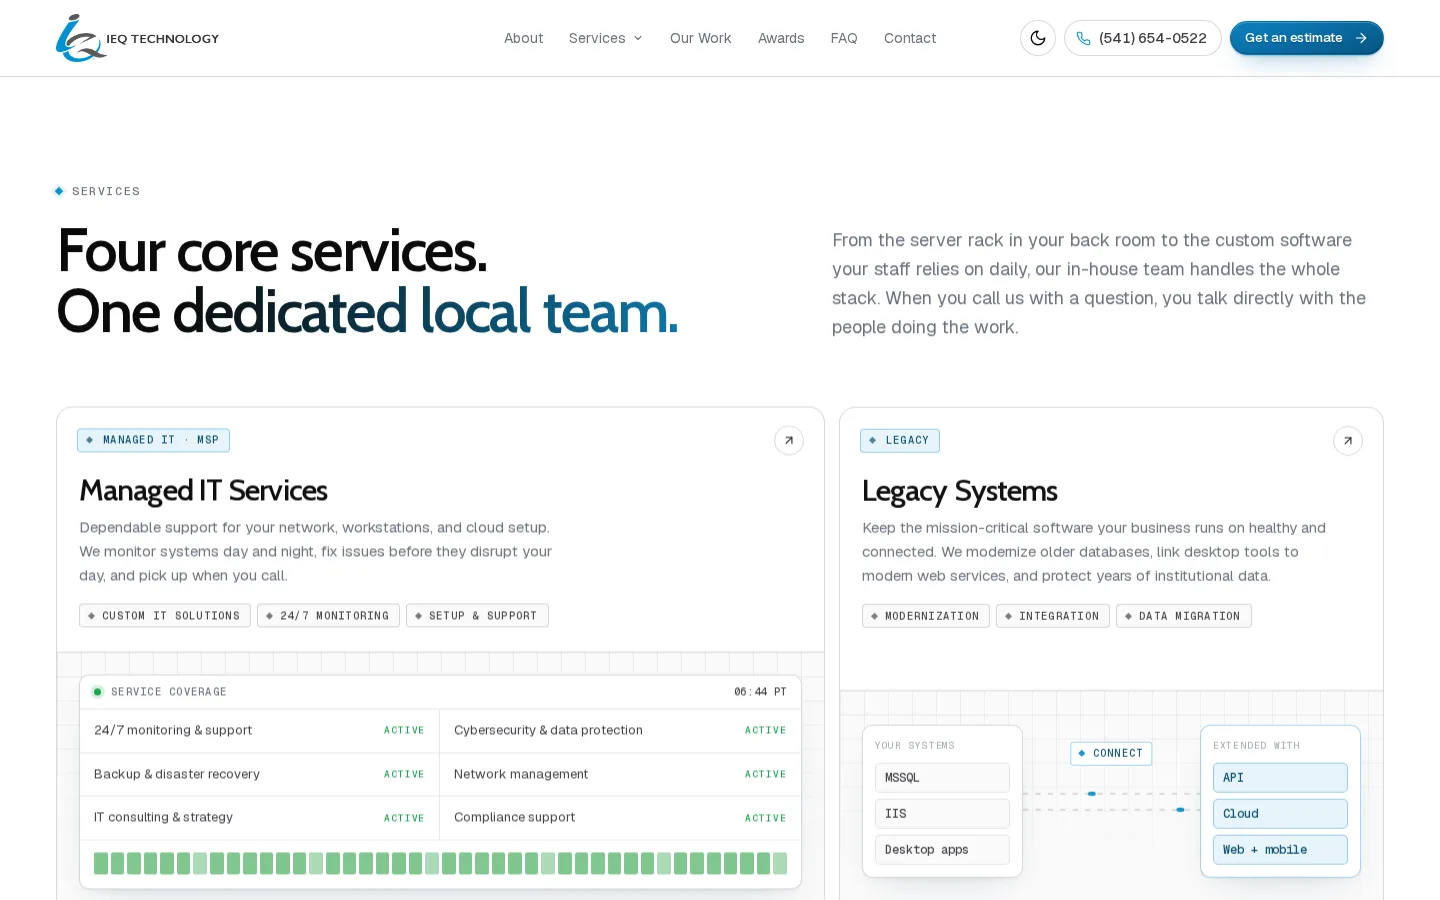 IEQ TECHNOLOGY
About
Services
Our Work
Awards
FAQ
Contact
(541) 654-0522
Get an estimate
SERVICES
Four core services.
One dedicated local team.
From the server rack in your back room to the custom software
your staff relies on daily, our in-house team handles the whole
stack. When you call us with a question, you talk directly with the
people doing the work.
MANAGED IT · MSP
Managed IT Services
Dependable support for your network, workstations, and cloud setup.
We monitor systems day and night, fix issues before they disrupt your
day, and pick up when you call.
CUSTOM IT SOLUTIONS
24/7 MONITORING
SETUP & SUPPORT
SERVICE COVERAGE
06:44 PT
24/7 monitoring & support
ACTIVE
Cybersecurity & data protection
ACTIVE
Backup & disaster recovery
ACTIVE
Network management
ACTIVE
IT consulting & strategy
ACTIVE
Compliance support
ACTIVE
LEGACY
Legacy Systems
Keep the mission-critical software your business runs on healthy and
connected. We modernize older databases, link desktop tools to
modern web services, and protect years of institutional data.
MODERNIZATION
INTEGRATION
DATA MIGRATION
YOUR SYSTEMS
MSSQL
IIS
Desktop apps
CONNECT
EXTENDED WITH
API
Cloud
Web + mobile